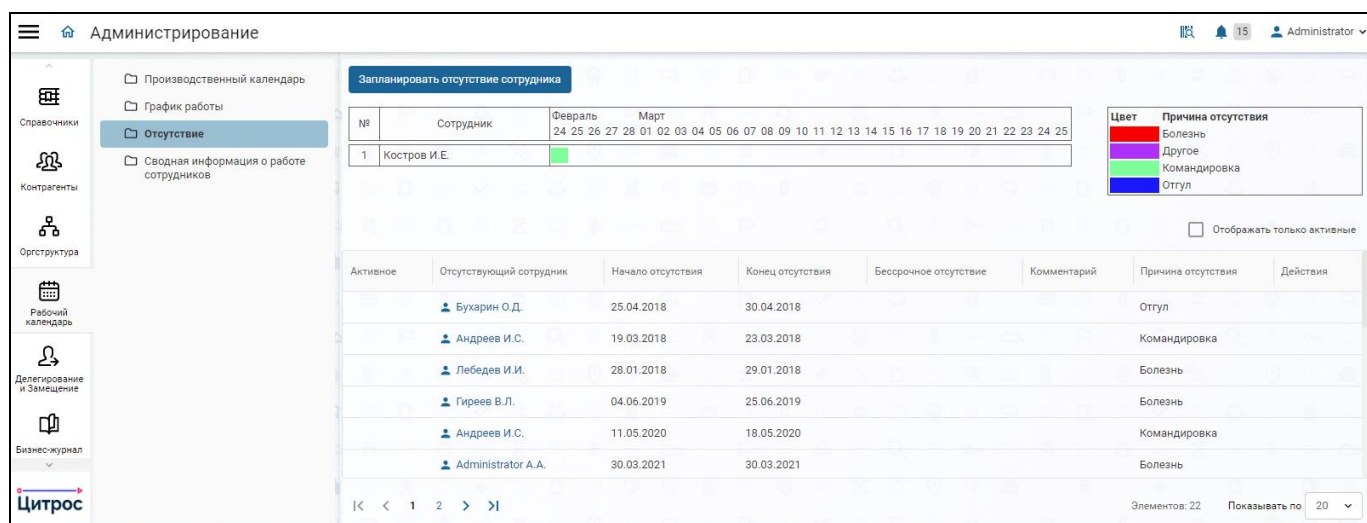 Администрирование
15
Administrator
Справочники
Контрагенты
Оргструктура
Рабочий
календарь
Делегирование
и Замещение
Бизнес-журнал
Цитрос
Производственный календарь
График работы
Отсутствие
Сводная информация о работе
сотрудников
Запланировать отсутствие сотрудника
№ Сотрудник Февраль Март
24 25 26 27 28 01 02 03 04 05 06 07 08 09 10 11 12 13 14 15 16 17 18 19 20 21 22 23 24 25
1 Костров И.Е.
Цвет Причина отсутствия
Болезнь
Другое
Командировка
Отгул
Отображать только активные
Активное Отсутствующий сотрудник Начало отсутствия Конец отсутствия Бессрочное отсутствие Комментарий Причина отсутствия Действия
Бухарин О.Д. 25.04.2018 30.04.2018 Отгул
Андреев И.С. 19.03.2018 23.03.2018 Командировка
Лебедев И.И. 28.01.2018 29.01.2018 Болезнь
Гиреев В.Л. 04.06.2019 25.06.2019 Болезнь
Андреев И.С. 11.05.2020 18.05.2020 Командировка
Administrator А.А. 30.03.2021 30.03.2021 Болезнь
1 2 Элементов: 22 Показывать по 20